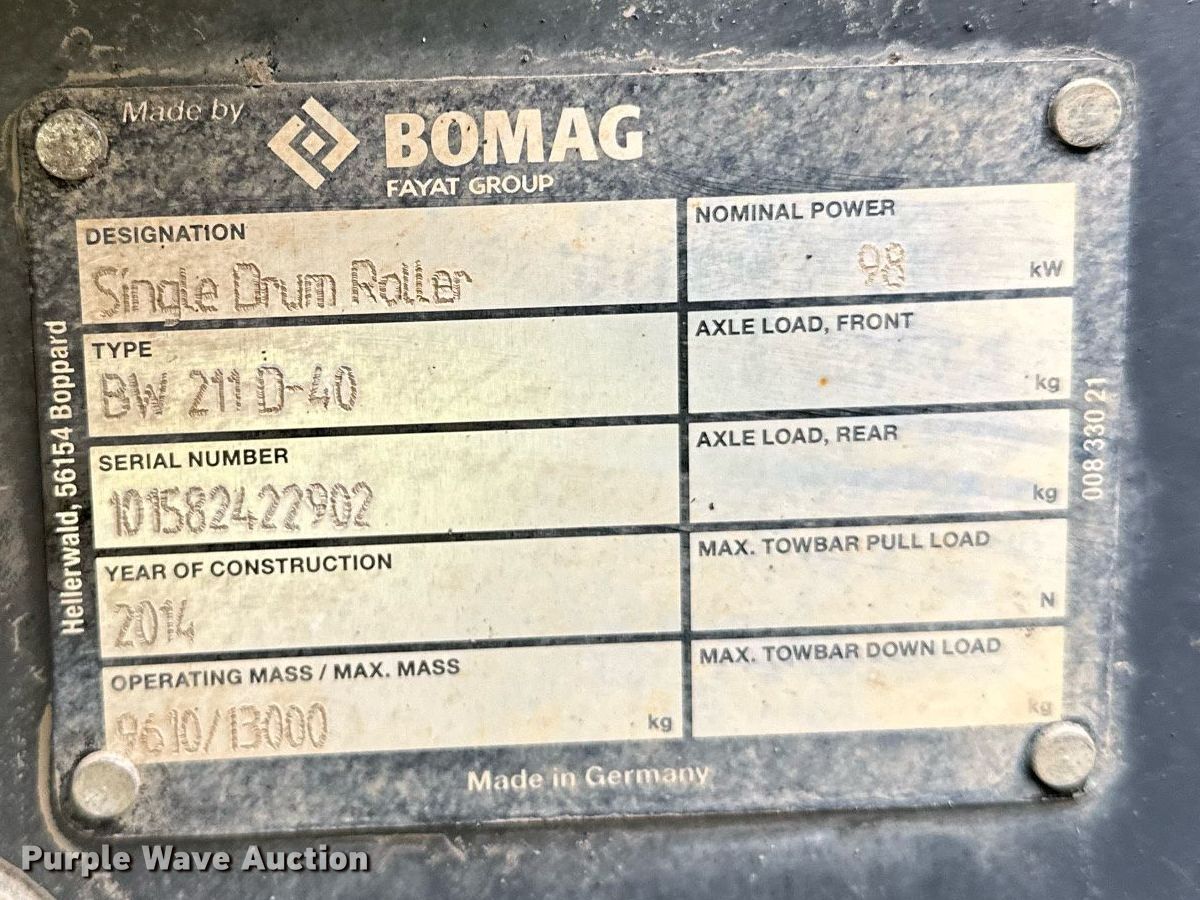 Made by
BOMAG
FAYAT GROUP
DESIGNATION
Single Drum Roller
TYPE
BW 211 D-40
SERIAL NUMBER
101582422902
YEAR OF CONSTRUCTION
2014
OPERATING MASS / MAX. MASS
9610/13000 kg
NOMINAL POWER
98 kW
AXLE LOAD, FRONT
kg
AXLE LOAD, REAR
kg
MAX. TOWBAR PULL LOAD
N
MAX. TOWBAR DOWN LOAD
kg
Hellerwald, 56154 Boppard
008 330 21
Made in Germany
Purple Wave Auction